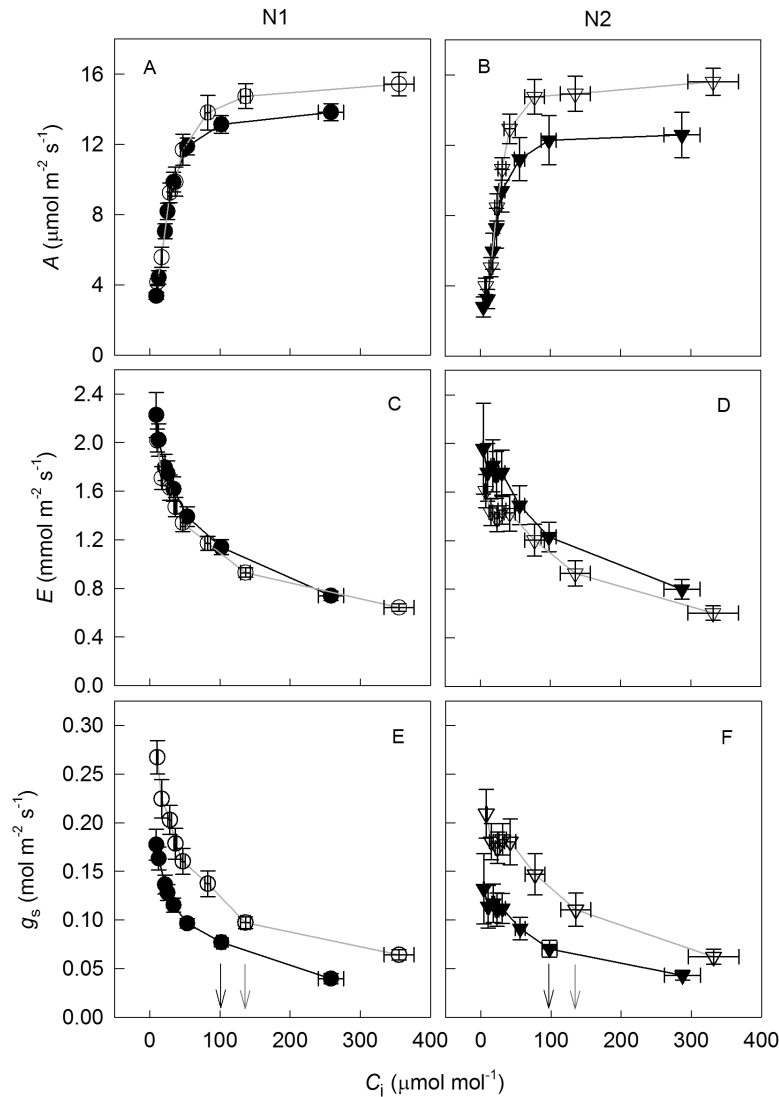 N1 N2
A B
16
12
8
4
0
A (μmol m⁻² s⁻¹)
C D
2.4
2.0
1.6
1.2
0.8
0.4
0.0
E (mmol m⁻² s⁻¹)
E F
0.30
0.25
0.20
0.15
0.10
0.05
0.00
gₛ (mol m⁻² s⁻¹)
0 100 200 300 400 0 100 200 300 400
Cᵢ (μmol mol⁻¹)